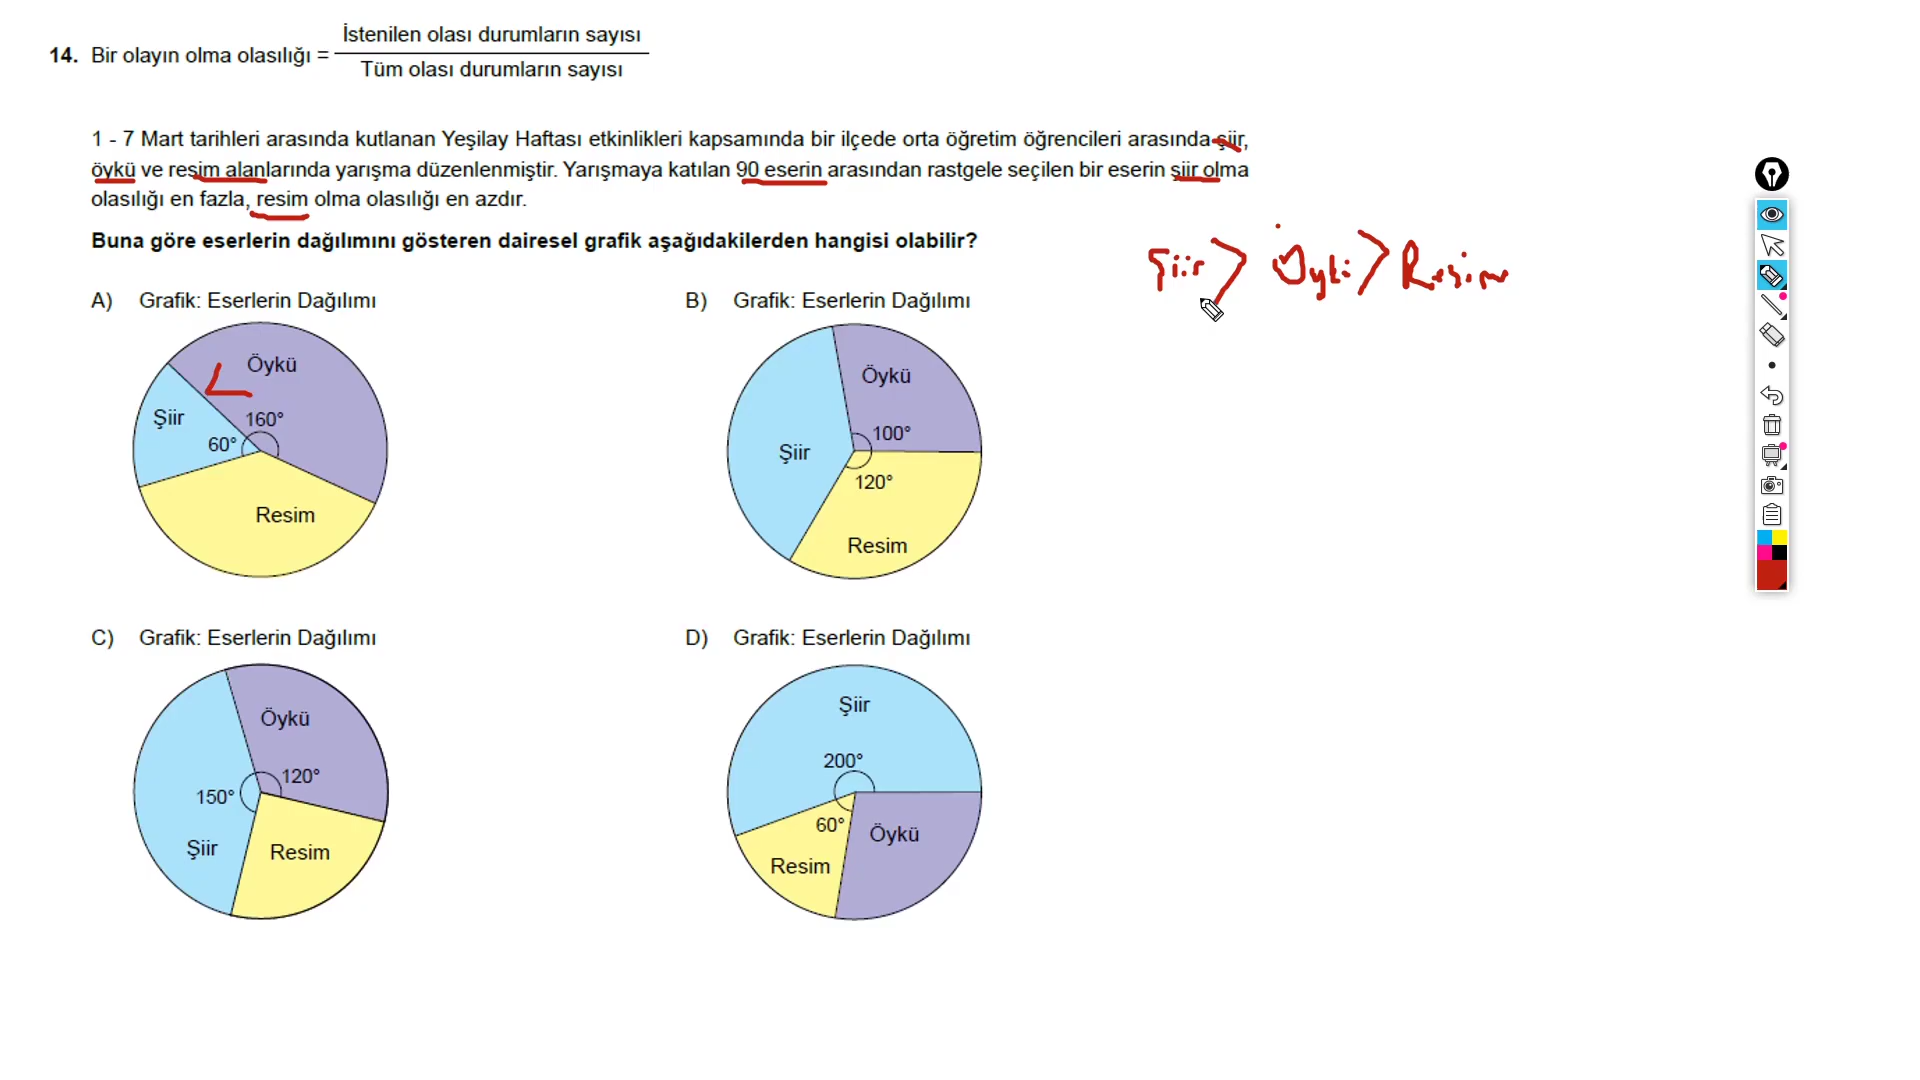 İstenilen olası durumların sayısı
14. Bir olayın olma olasılığı =
Tüm olası durumların sayısı
1 - 7 Mart tarihleri arasında kutlanan Yeşilay Haftası etkinlikleri kapsamında bir ilçede orta öğretim öğrencileri arasında şiir,
öykü ve resim alanlarında yarışma düzenlenmiştir. Yarışmaya katılan 90 eserin arasından rastgele seçilen bir eserin şiir olma
olasılığı en fazla, resim olma olasılığı en azdır.
Buna göre eserlerin dağılımını gösteren dairesel grafik aşağıdakilerden hangisi olabilir?
Şiir > Öykü > Resim
A) Grafik: Eserlerin Dağılımı
Öykü
Şiir
160°
60°
Resim
B) Grafik: Eserlerin Dağılımı
Öykü
100°
Şiir
120°
Resim
C) Grafik: Eserlerin Dağılımı
Öykü
120°
150°
Şiir
Resim
D) Grafik: Eserlerin Dağılımı
Şiir
200°
60°
Öykü
Resim